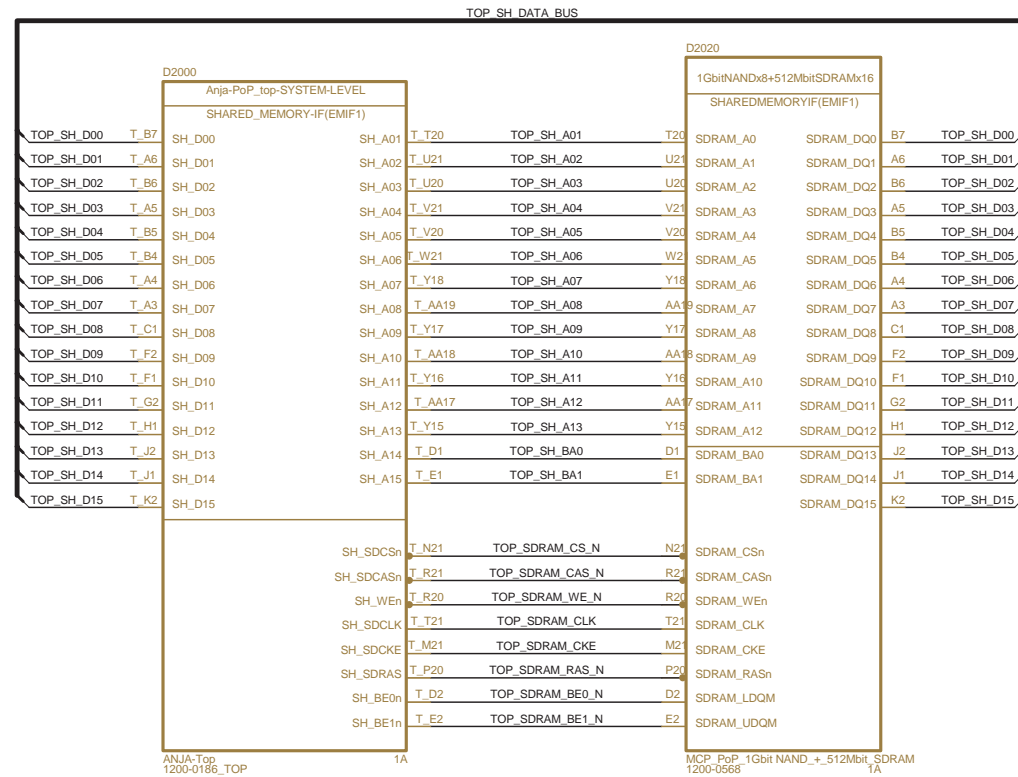 TOP_SH_DATA_BUS
D2000
D2020
Anja-PoP_top-SYSTEM-LEVEL
1GbitNANDx8+512MbitSDRAMx16
SHARED_MEMORY-IF(EMIF1)
SHAREDMEMORYIF(EMIF1)
TOP_SH_D00 T_B7 SH_D00 SH_A01 T_T20 TOP_SH_A01 T20 SDRAM_A0 SDRAM_DQ0 B7 TOP_SH_D00
TOP_SH_D01 T_A6 SH_D01 SH_A02 T_U21 TOP_SH_A02 U21 SDRAM_A1 SDRAM_DQ1 A6 TOP_SH_D01
TOP_SH_D02 T_B6 SH_D02 SH_A03 T_U20 TOP_SH_A03 U20 SDRAM_A2 SDRAM_DQ2 B6 TOP_SH_D02
TOP_SH_D03 T_A5 SH_D03 SH_A04 T_V21 TOP_SH_A04 V21 SDRAM_A3 SDRAM_DQ3 A5 TOP_SH_D03
TOP_SH_D04 T_B5 SH_D04 SH_A05 T_V20 TOP_SH_A05 V20 SDRAM_A4 SDRAM_DQ4 B5 TOP_SH_D04
TOP_SH_D05 T_B4 SH_D05 SH_A06 T_W21 TOP_SH_A06 W21 SDRAM_A5 SDRAM_DQ5 B4 TOP_SH_D05
TOP_SH_D06 T_A4 SH_D06 SH_A07 T_Y18 TOP_SH_A07 Y18 SDRAM_A6 SDRAM_DQ6 A4 TOP_SH_D06
TOP_SH_D07 T_A3 SH_D07 SH_A08 T_AA19 TOP_SH_A08 AA19 SDRAM_A7 SDRAM_DQ7 A3 TOP_SH_D07
TOP_SH_D08 T_C1 SH_D08 SH_A09 T_Y17 TOP_SH_A09 Y17 SDRAM_A8 SDRAM_DQ8 C1 TOP_SH_D08
TOP_SH_D09 T_F2 SH_D09 SH_A10 T_AA18 TOP_SH_A10 AA18 SDRAM_A9 SDRAM_DQ9 F2 TOP_SH_D09
TOP_SH_D10 T_F1 SH_D10 SH_A11 T_Y16 TOP_SH_A11 Y16 SDRAM_A10 SDRAM_DQ10 F1 TOP_SH_D10
TOP_SH_D11 T_G2 SH_D11 SH_A12 T_AA17 TOP_SH_A12 AA17 SDRAM_A11 SDRAM_DQ11 G2 TOP_SH_D11
TOP_SH_D12 T_H1 SH_D12 SH_A13 T_Y15 TOP_SH_A13 Y15 SDRAM_A12 SDRAM_DQ12 H1 TOP_SH_D12
TOP_SH_D13 T_J2 SH_D13 SH_A14 T_D1 TOP_SH_BA0 D1 SDRAM_BA0 SDRAM_DQ13 J2 TOP_SH_D13
TOP_SH_D14 T_J1 SH_D14 SH_A15 T_E1 TOP_SH_BA1 E1 SDRAM_BA1 SDRAM_DQ14 J1 TOP_SH_D14
TOP_SH_D15 T_K2 SH_D15 SDRAM_DQ15 K2 TOP_SH_D15
SH_SDCSn T_N21 TOP_SDRAM_CS_N N21 SDRAM_CSn
SH_SDCASn T_R21 TOP_SDRAM_CAS_N R21 SDRAM_CASn
SH_WEn T_R20 TOP_SDRAM_WE_N R20 SDRAM_WEn
SH_SDCLK T_T21 TOP_SDRAM_CLK T21 SDRAM_CLK
SH_SDCKE T_M21 TOP_SDRAM_CKE M21 SDRAM_CKE
SH_SDRAS T_P20 TOP_SDRAM_RAS_N P20 SDRAM_RASn
SH_BE0n T_D2 TOP_SDRAM_BE0_N D2 SDRAM_LDQM
SH_BE1n T_E2 TOP_SDRAM_BE1_N E2 SDRAM_UDQM
ANJA-Top 1A MCP_PoP_1Gbit NAND_+_512Mbit_SDRAM
1200-0186_TOP 1200-0568 1A